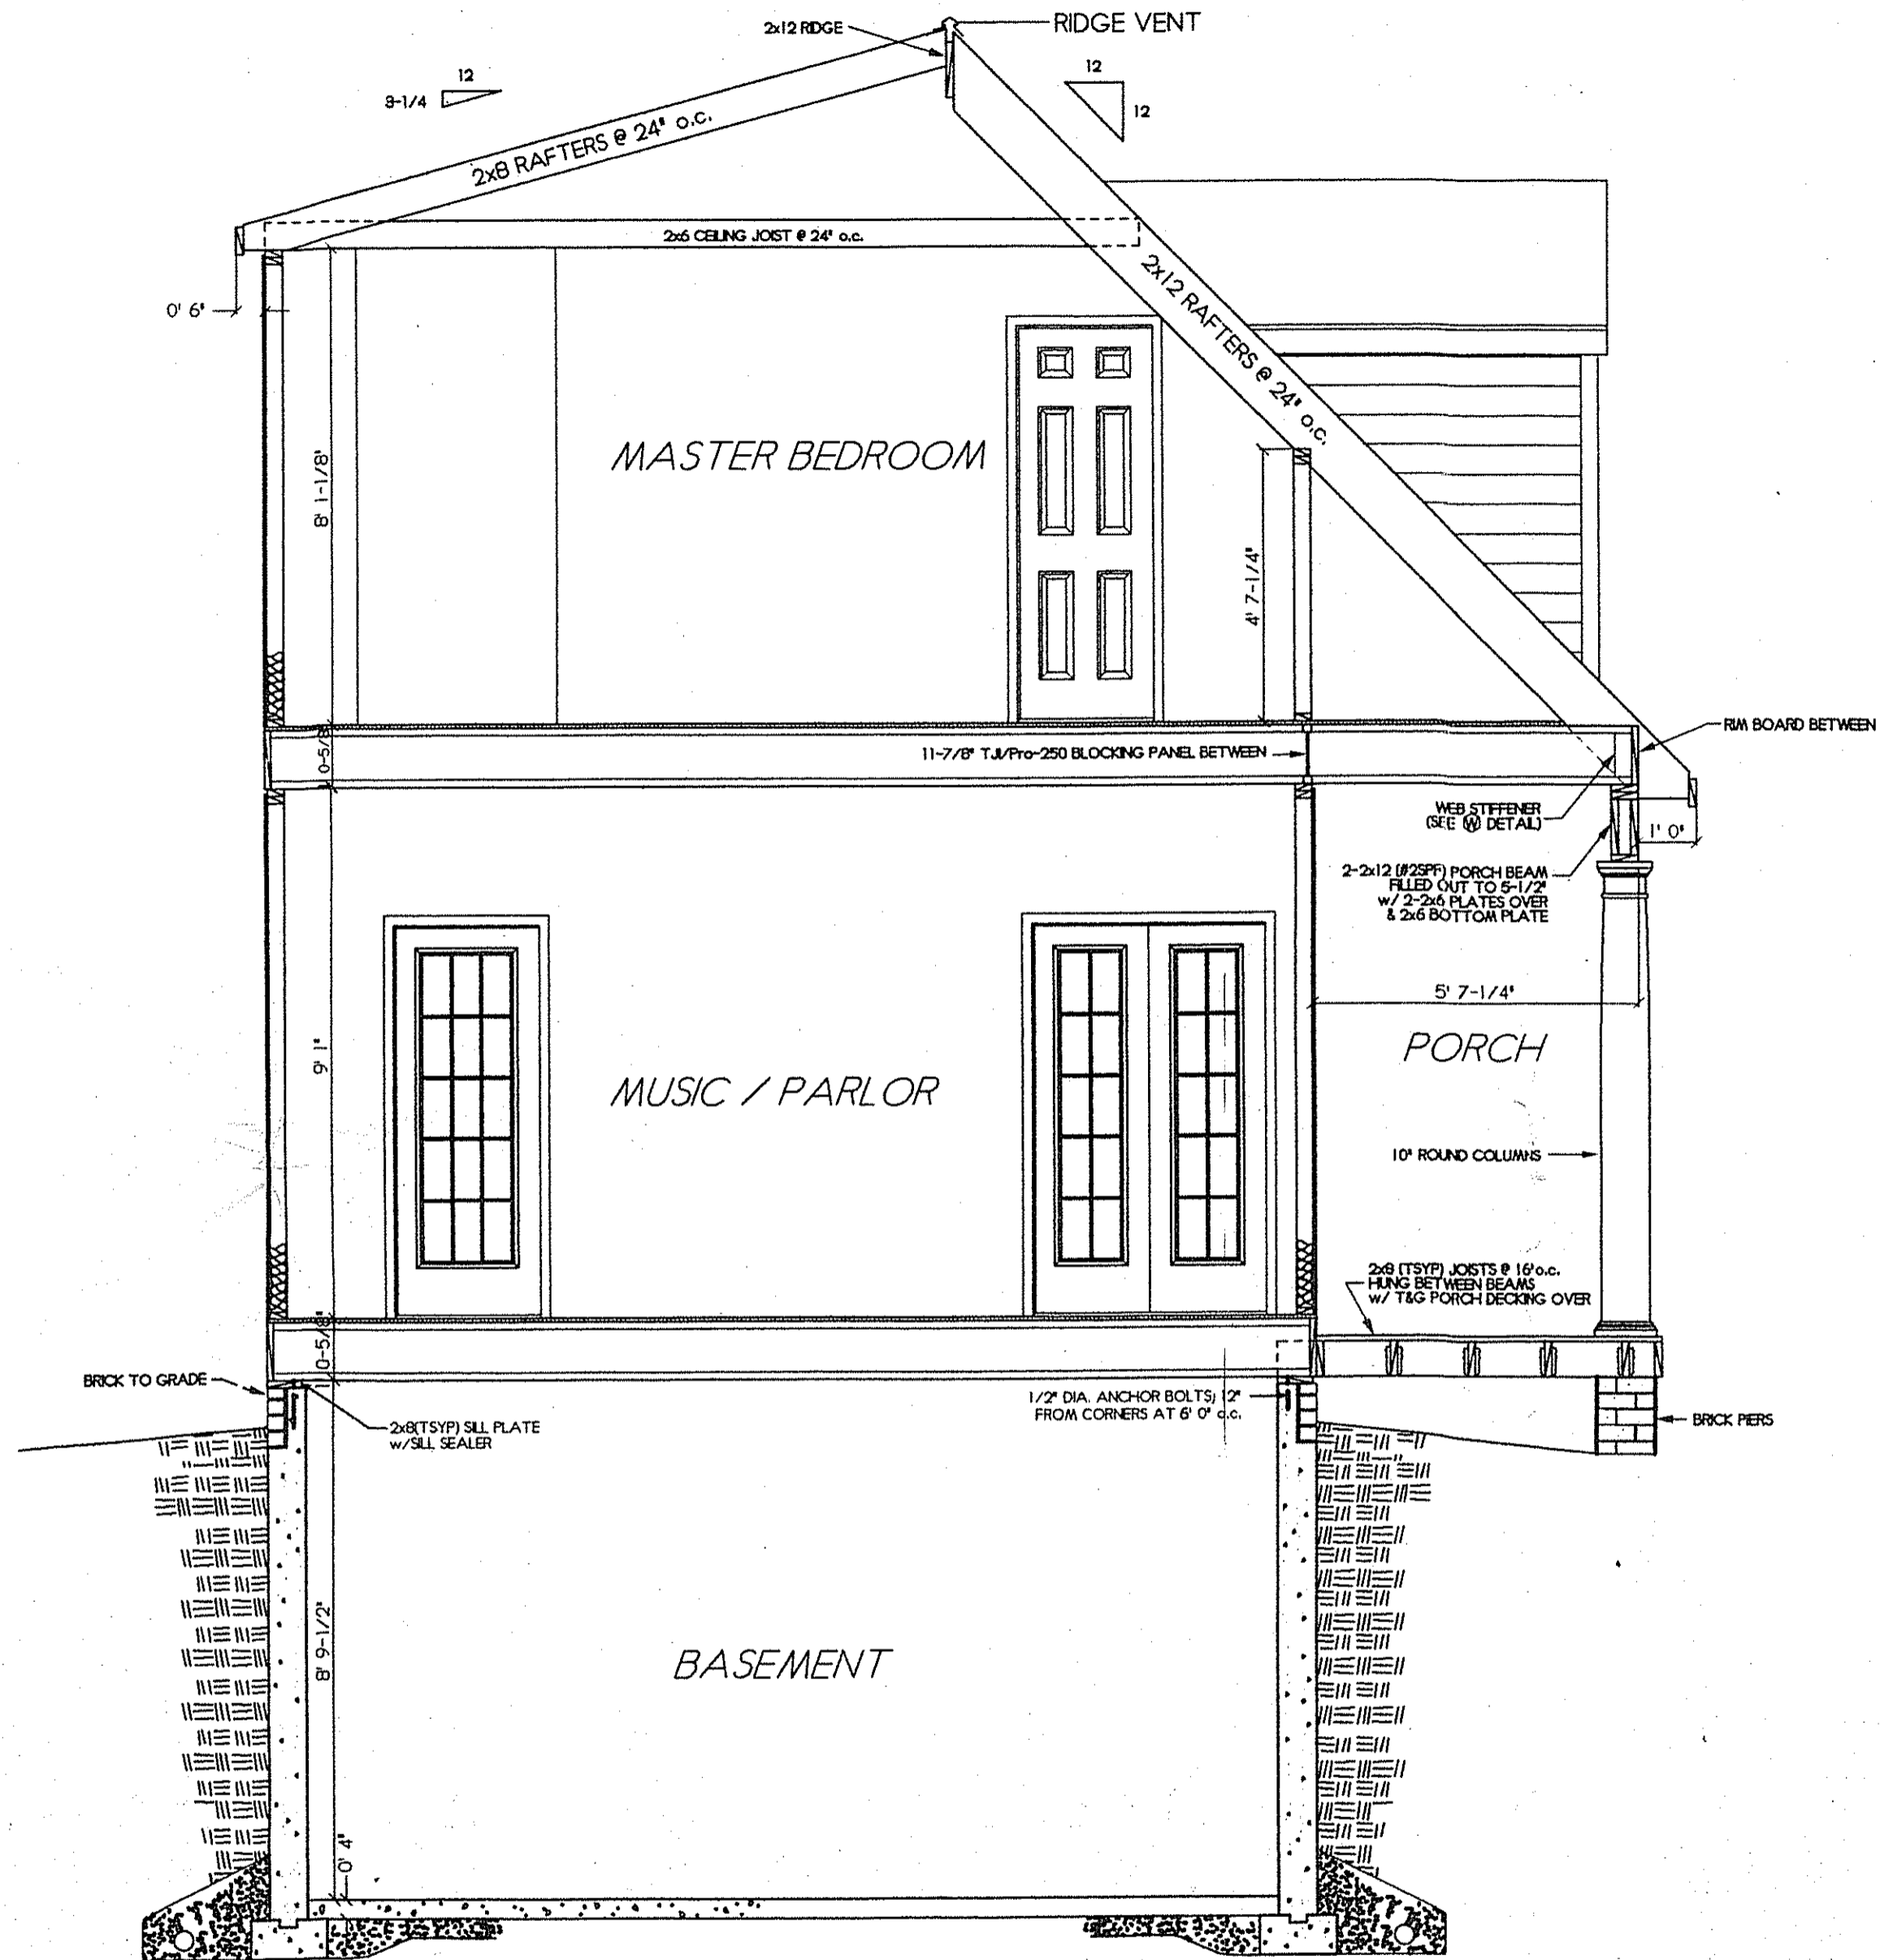 2x12 RIDGE
RIDGE VENT
12
12
3-1/4
12
2x8 RAFTERS @ 24" o.c.
2x6 CEILING JOIST @ 24" o.c.
2x12 RAFTERS @ 24" o.c.
0' 6"
MASTER BEDROOM
8' 1-1/8"
4' 7-1/4"
RIM BOARD BETWEEN
11-7/8" TJI/Pro-250 BLOCKING PANEL BETWEEN
0-5/8"
WEB STIFFENER
(SEE W DETAIL)
1' 0"
2-2x12 (#2SPF) PORCH BEAM
FILLED OUT TO 5-1/2"
w/ 2-2x6 PLATES OVER
& 2x6 BOTTOM PLATE
5' 7-1/4"
PORCH
9' 1"
MUSIC / PARLOR
10" ROUND COLUMNS
2x8 (TSYP) JOISTS @ 16"o.c.
HUNG BETWEEN BEAMS
w/ T&G PORCH DECKING OVER
0-5/8"
BRICK TO GRADE
1/2" DIA. ANCHOR BOLTS; 12"
FROM CORNERS AT 6' 0" o.c.
2x8(TSYP) SILL PLATE
w/SILL SEALER
BRICK PIERS
8' 9-1/2"
BASEMENT
0' 4"